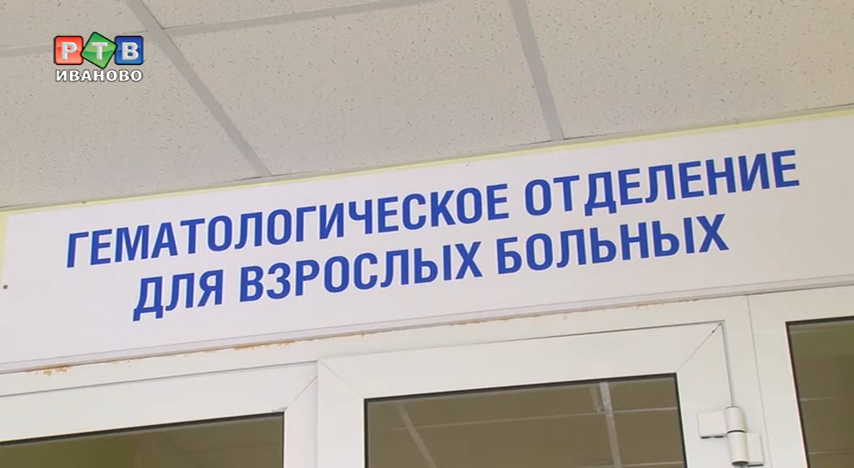 РТВ
ИВАНОВО
ГЕМАТОЛОГИЧЕСКОЕ ОТДЕЛЕНИЕ
ДЛЯ ВЗРОСЛЫХ БОЛЬНЫХ